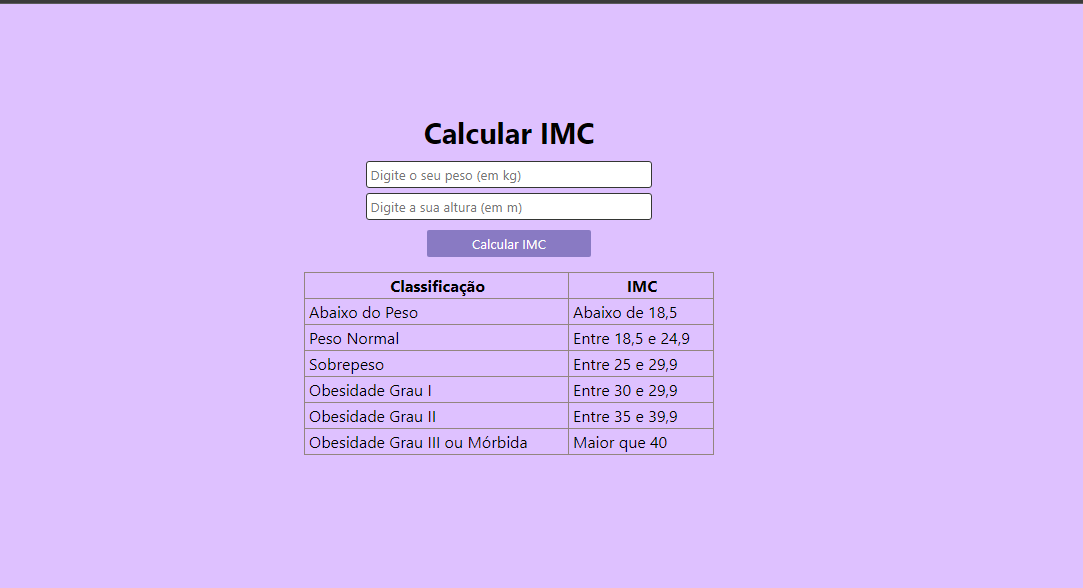 Calcular IMC
Digite o seu peso (em kg)
Digite a sua altura (em m)
Calcular IMC
Classificação IMC
Abaixo do Peso Abaixo de 18,5
Peso Normal Entre 18,5 e 24,9
Sobrepeso Entre 25 e 29,9
Obesidade Grau I Entre 30 e 29,9
Obesidade Grau II Entre 35 e 39,9
Obesidade Grau III ou Mórbida Maior que 40